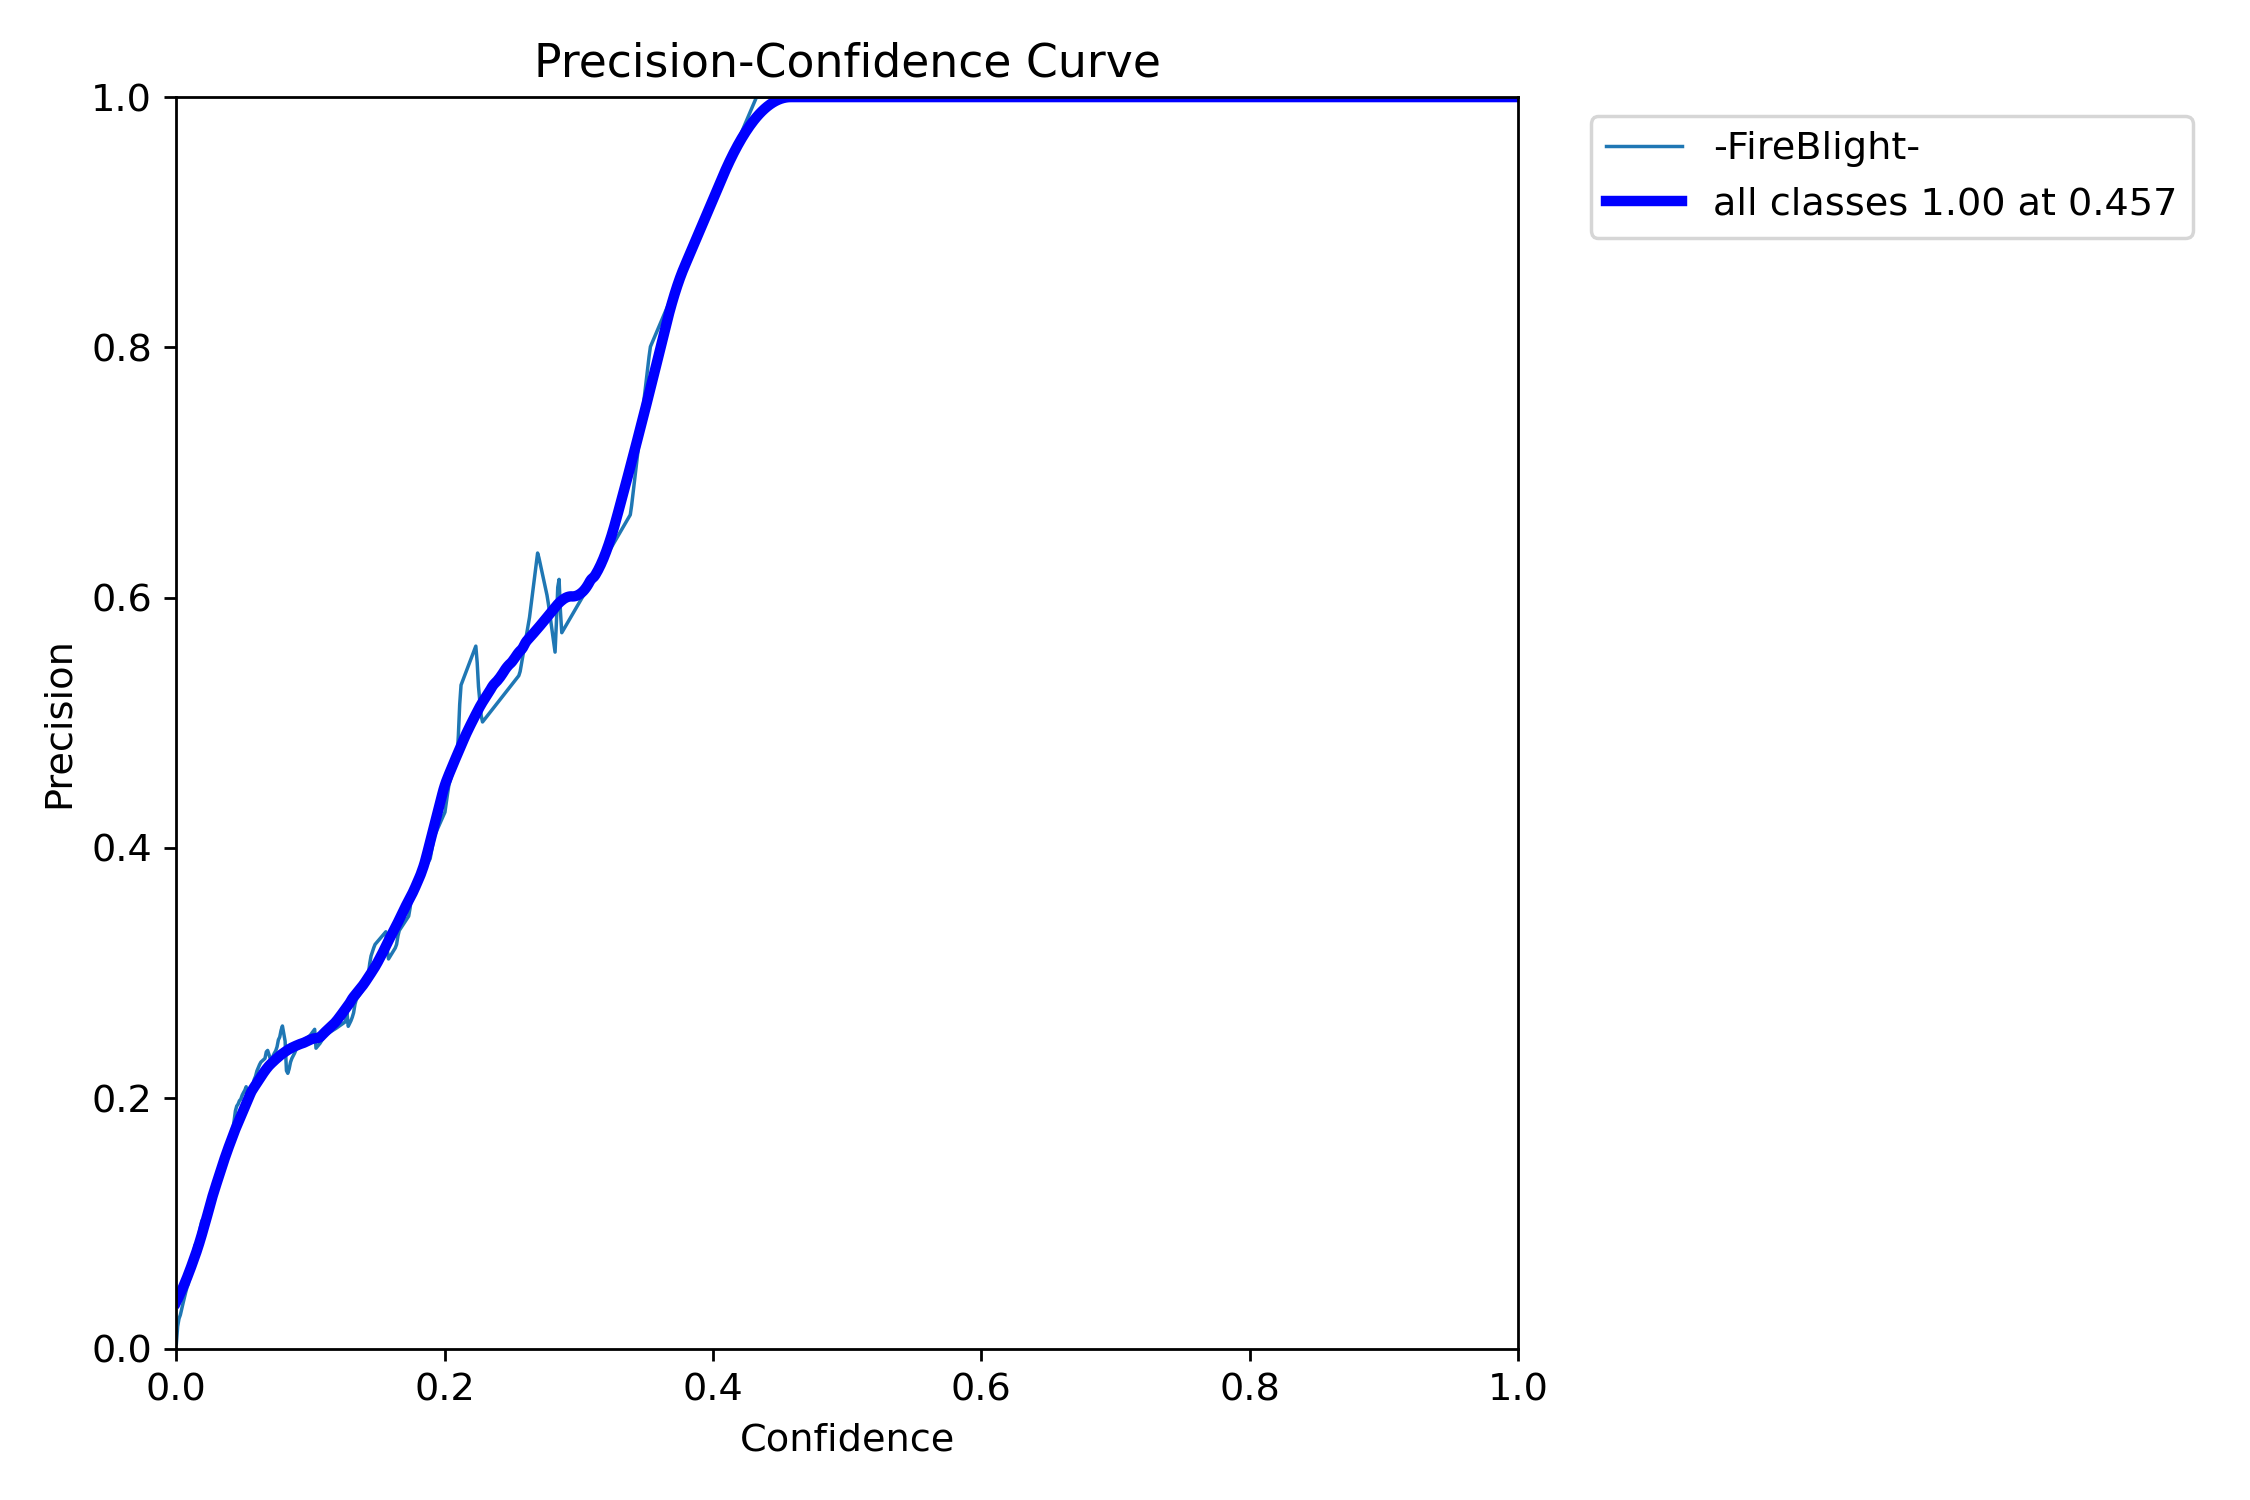 Precision-Confidence Curve
1.0
0.8
0.6
0.4
0.2
0.0
Precision
0.0 0.2 0.4 0.6 0.8 1.0
Confidence
-FireBlight-
all classes 1.00 at 0.457